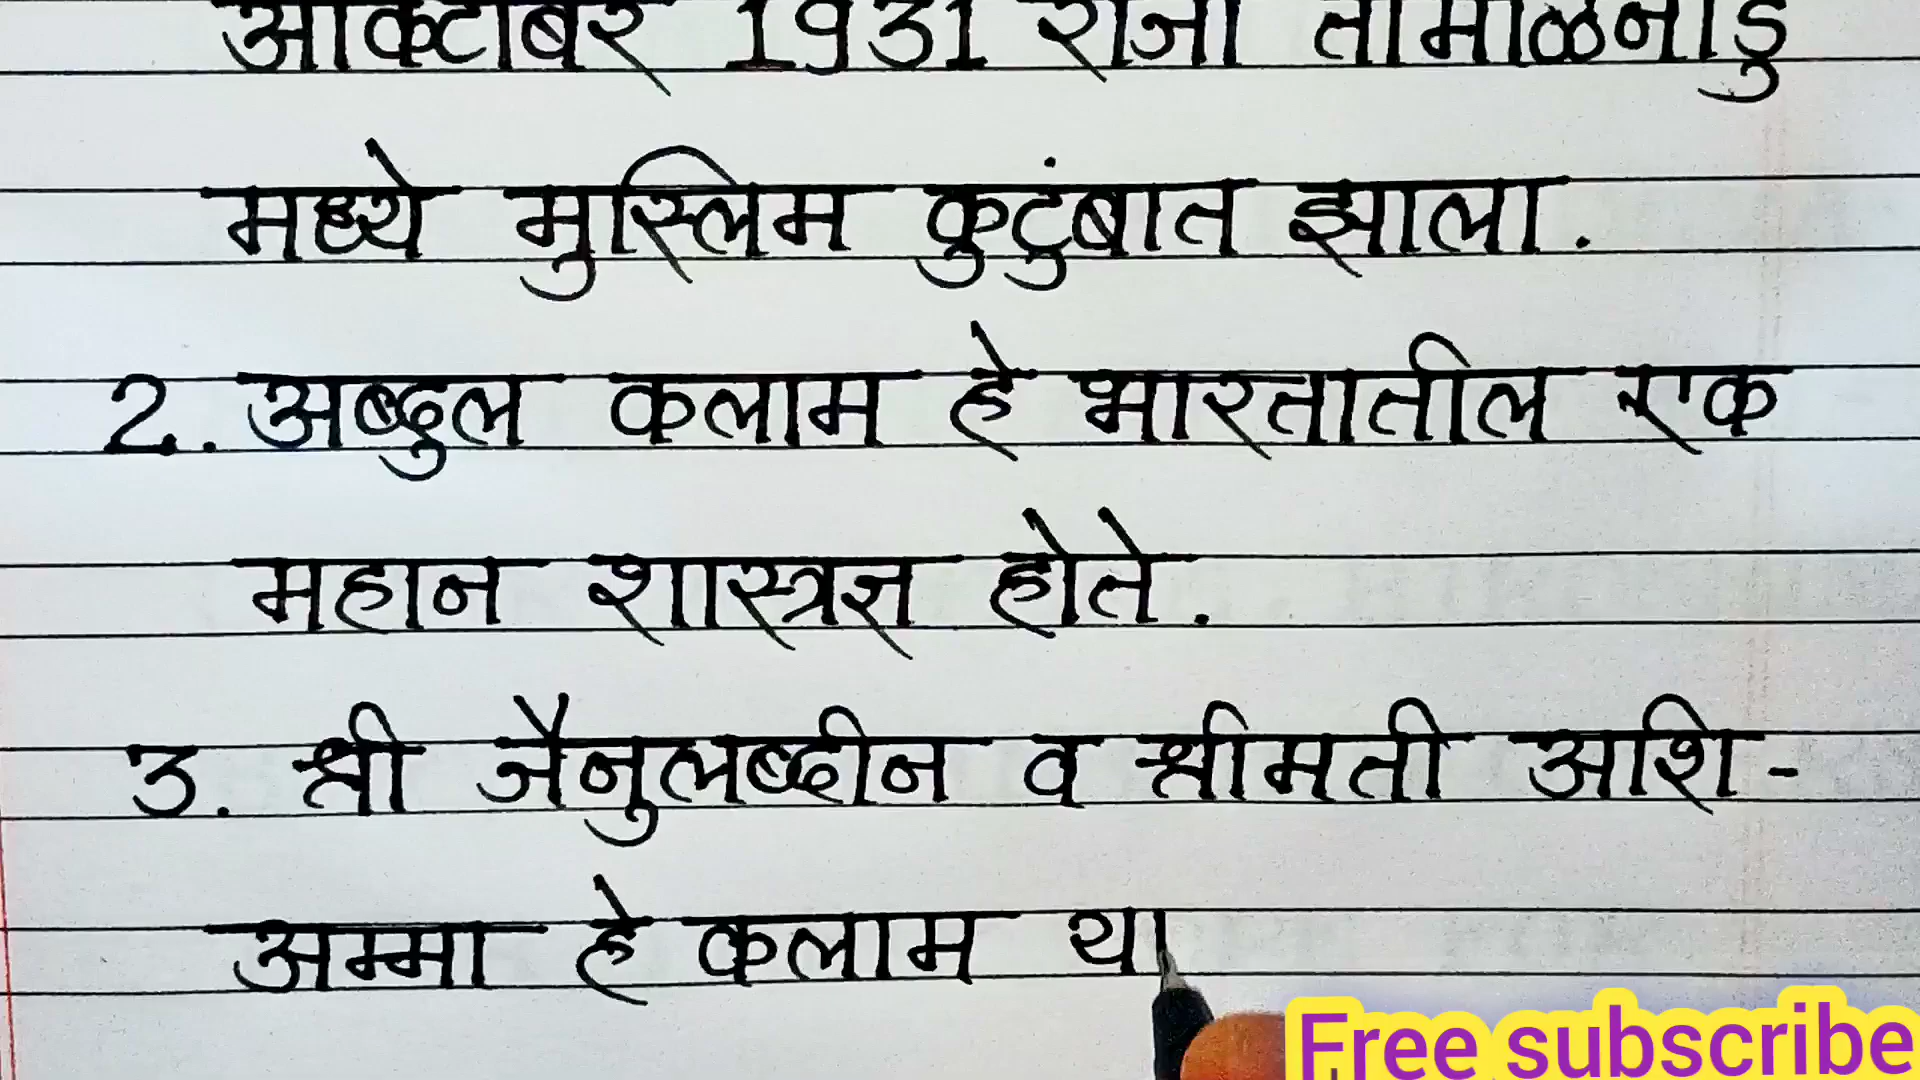 ऑक्टोबर 1931 रोजी तामिळनाडु
मध्ये मुस्लिम कुटुंबात झाला.
2. अब्दुल कलाम हे भारतातील एक
महान शास्त्रज्ञ होते.
3. श्री जैनुलब्दीन व श्रीमती अशि-
अम्मा हे कलाम या
Free subscribe